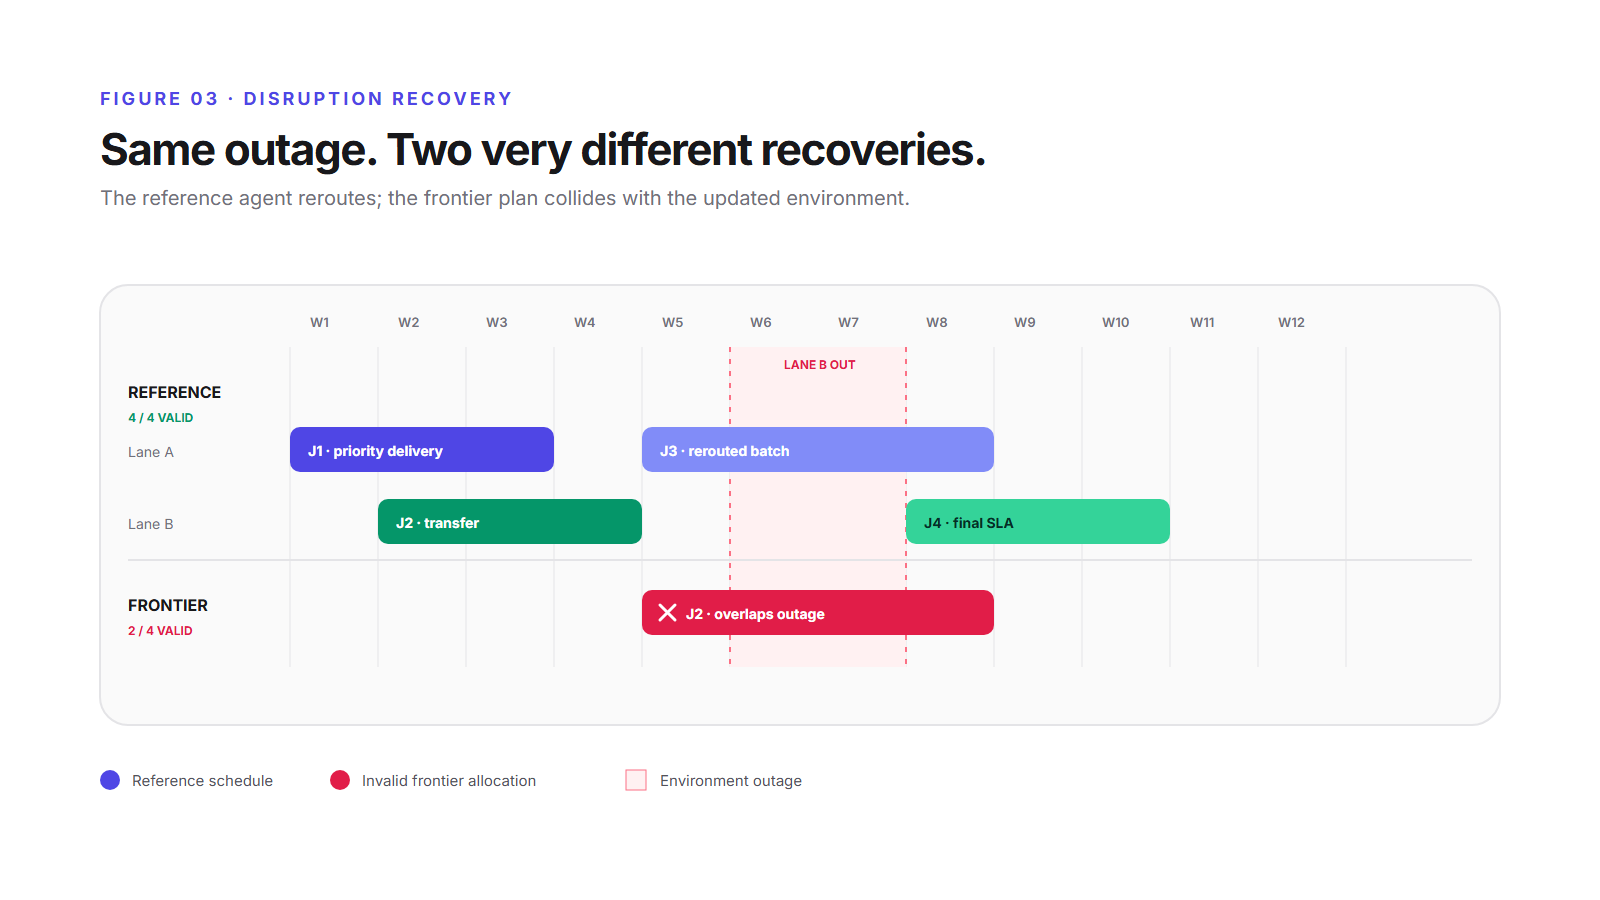 FIGURE 03 · DISRUPTION RECOVERY
Same outage. Two very different recoveries.
The reference agent reroutes; the frontier plan collides with the updated environment.
W1 W2 W3 W4 W5 W6 W7 W8 W9 W10 W11 W12
LANE B OUT
REFERENCE
4 / 4 VALID
Lane A J1 · priority delivery J3 · rerouted batch
Lane B J2 · transfer J4 · final SLA
FRONTIER
J2 · overlaps outage
2 / 4 VALID
Reference schedule Invalid frontier allocation Environment outage